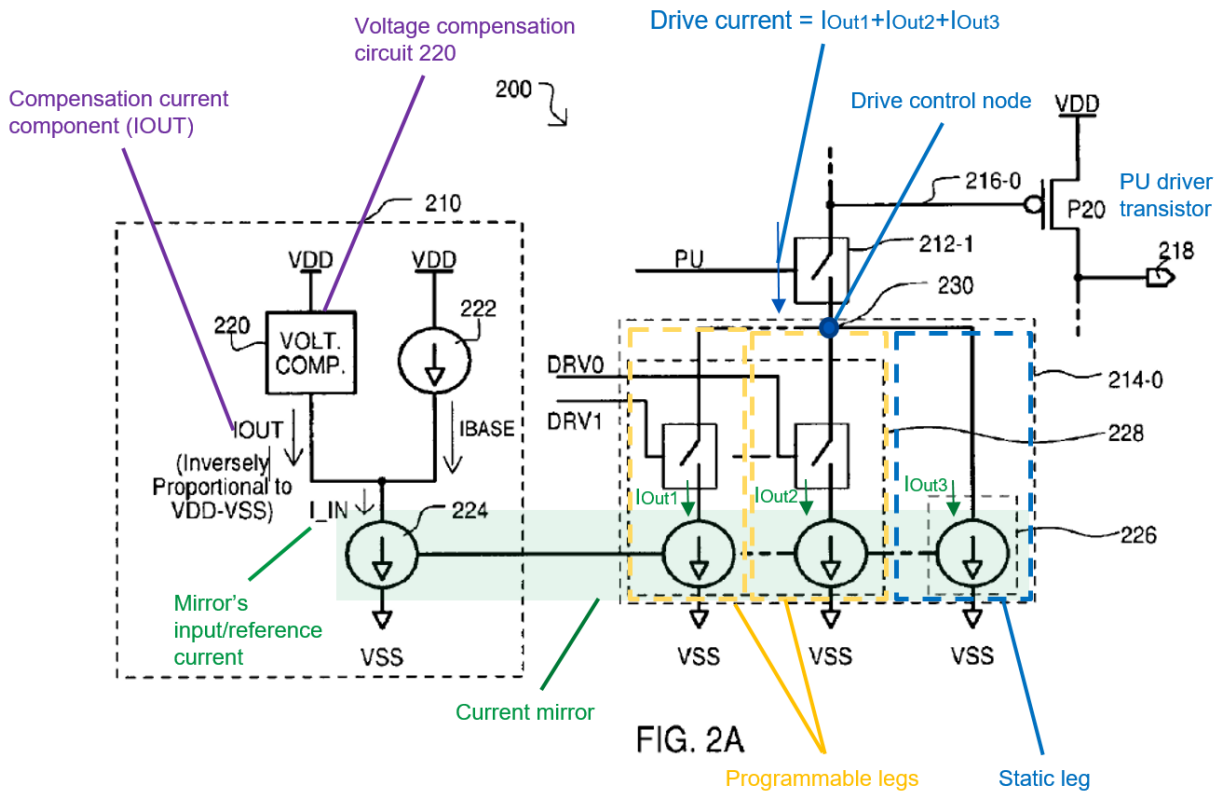 Drive current = IOut1+IOut2+IOut3
Voltage compensation
circuit 220
Compensation current
component (IOUT)
200
Drive control node
VDD
216-0
PU driver
transistor
P20
210
212-1
218
PU
VDD
VDD
230
220
VOLT.
COMP.
222
DRV0
DRV1
214-0
228
IOUT
(Inversely
Proportional to
VDD-VSS)
IBASE
I_IN
224
IOut1
IOut2
IOut3
226
Mirror's
input/reference
current
VSS
VSS
VSS
VSS
Current mirror
FIG. 2A
Programmable legs
Static leg